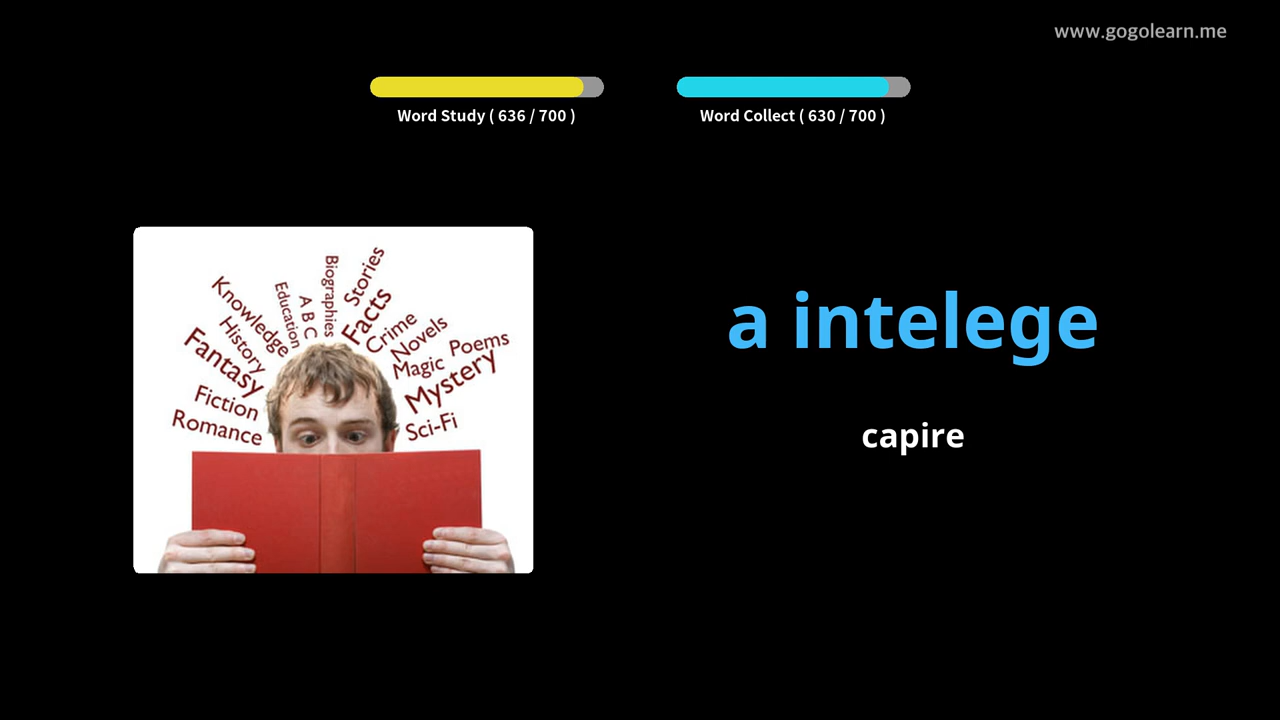 www.gogolearn.me
Word Study ( 636 / 700 )
Word Collect ( 630 / 700 )
Biographies
Stories
Knowledge
Education
A B C
Facts
History
Crime
Novels
Fantasy
Magic
Poems
Mystery
Fiction
Romance
Sci-Fi
a intelege
capire